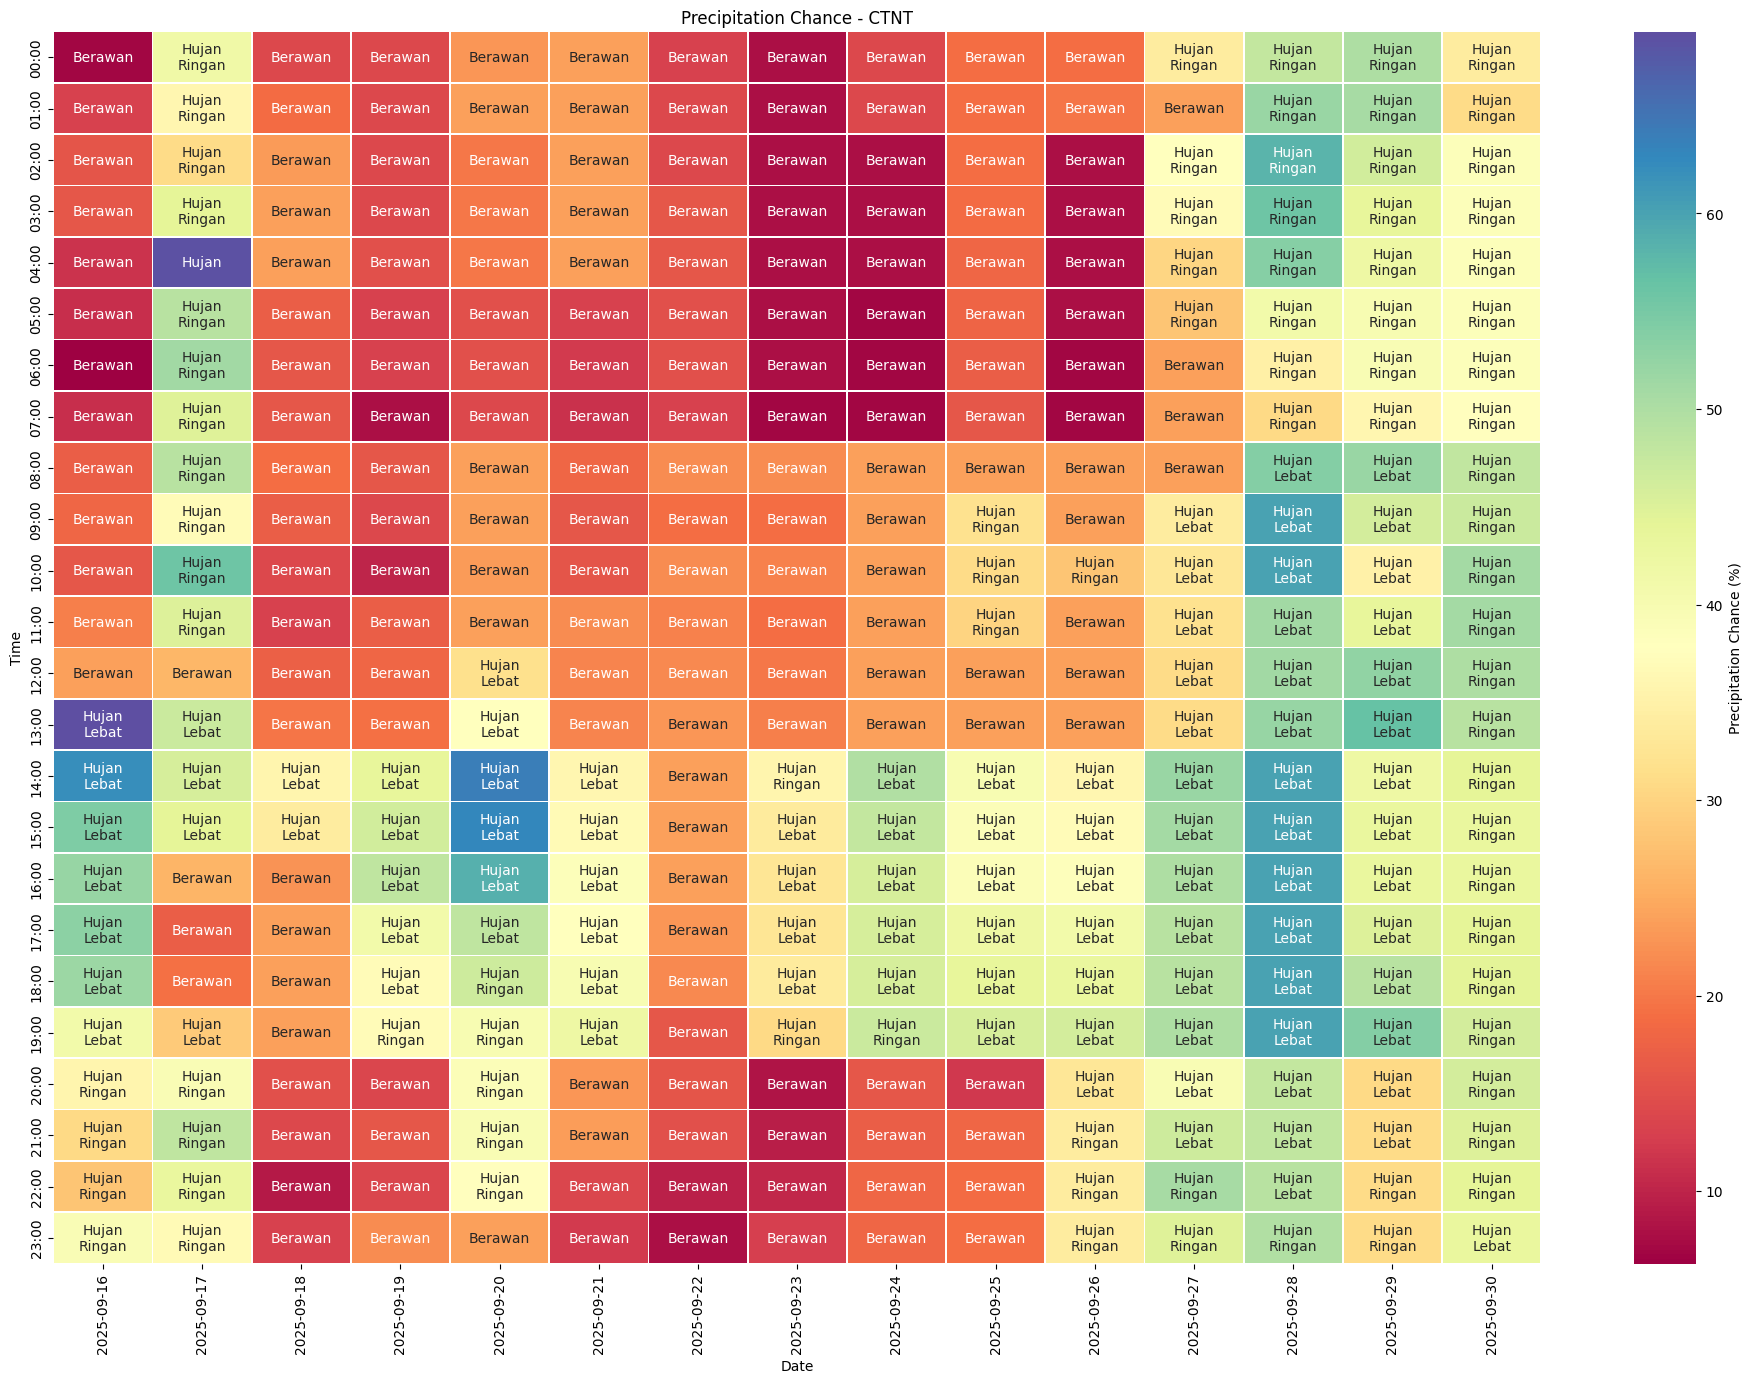 Precipitation Chance - CTNT
00:00 Berawan Hujan Ringan Berawan Berawan Berawan Berawan Berawan Berawan Berawan Berawan Berawan Hujan Ringan Hujan Ringan Hujan Ringan Hujan Ringan
01:00 Berawan Hujan Ringan Berawan Berawan Berawan Berawan Berawan Berawan Berawan Berawan Berawan Berawan Hujan Ringan Hujan Ringan Hujan Ringan
02:00 Berawan Hujan Ringan Berawan Berawan Berawan Berawan Berawan Berawan Berawan Berawan Berawan Hujan Ringan Hujan Ringan Hujan Ringan Hujan Ringan
03:00 Berawan Hujan Ringan Berawan Berawan Berawan Berawan Berawan Berawan Berawan Berawan Berawan Hujan Ringan Hujan Ringan Hujan Ringan Hujan Ringan
04:00 Berawan Hujan Berawan Berawan Berawan Berawan Berawan Berawan Berawan Berawan Berawan Hujan Ringan Hujan Ringan Hujan Ringan Hujan Ringan
05:00 Berawan Hujan Ringan Berawan Berawan Berawan Berawan Berawan Berawan Berawan Berawan Berawan Hujan Ringan Hujan Ringan Hujan Ringan Hujan Ringan
06:00 Berawan Hujan Ringan Berawan Berawan Berawan Berawan Berawan Berawan Berawan Berawan Berawan Berawan Hujan Ringan Hujan Ringan Hujan Ringan
07:00 Berawan Hujan Ringan Berawan Berawan Berawan Berawan Berawan Berawan Berawan Berawan Berawan Berawan Hujan Ringan Hujan Ringan Hujan Ringan
08:00 Berawan Hujan Ringan Berawan Berawan Berawan Berawan Berawan Berawan Berawan Berawan Berawan Berawan Hujan Lebat Hujan Lebat Hujan Ringan
09:00 Berawan Hujan Ringan Berawan Berawan Berawan Berawan Berawan Berawan Berawan Hujan Ringan Berawan Hujan Lebat Hujan Lebat Hujan Lebat Hujan Ringan
10:00 Berawan Hujan Ringan Berawan Berawan Berawan Berawan Berawan Berawan Berawan Hujan Ringan Hujan Ringan Hujan Lebat Hujan Lebat Hujan Lebat Hujan Ringan
11:00 Berawan Hujan Ringan Berawan Berawan Berawan Berawan Berawan Berawan Berawan Hujan Ringan Berawan Hujan Lebat Hujan Lebat Hujan Lebat Hujan Ringan
12:00 Berawan Berawan Berawan Berawan Hujan Lebat Berawan Berawan Berawan Berawan Berawan Berawan Hujan Lebat Hujan Lebat Hujan Lebat Hujan Ringan
13:00 Hujan Lebat Hujan Lebat Berawan Berawan Hujan Lebat Berawan Berawan Berawan Berawan Berawan Berawan Hujan Lebat Hujan Lebat Hujan Lebat Hujan Ringan
14:00 Hujan Lebat Hujan Lebat Hujan Lebat Hujan Lebat Hujan Lebat Hujan Lebat Berawan Hujan Ringan Hujan Lebat Hujan Lebat Hujan Lebat Hujan Lebat Hujan Lebat Hujan Lebat Hujan Ringan
15:00 Hujan Lebat Hujan Lebat Hujan Lebat Hujan Lebat Hujan Lebat Hujan Lebat Berawan Hujan Lebat Hujan Lebat Hujan Lebat Hujan Lebat Hujan Lebat Hujan Lebat Hujan Lebat Hujan Ringan
16:00 Hujan Lebat Berawan Berawan Hujan Lebat Hujan Lebat Hujan Lebat Berawan Hujan Lebat Hujan Lebat Hujan Lebat Hujan Lebat Hujan Lebat Hujan Lebat Hujan Lebat Hujan Ringan
17:00 Hujan Lebat Berawan Berawan Hujan Lebat Hujan Lebat Hujan Lebat Berawan Hujan Lebat Hujan Lebat Hujan Lebat Hujan Lebat Hujan Lebat Hujan Lebat Hujan Lebat Hujan Ringan
18:00 Hujan Lebat Berawan Berawan Hujan Lebat Hujan Ringan Hujan Lebat Berawan Hujan Lebat Hujan Lebat Hujan Lebat Hujan Lebat Hujan Lebat Hujan Lebat Hujan Lebat Hujan Ringan
19:00 Hujan Lebat Hujan Lebat Berawan Hujan Ringan Hujan Ringan Hujan Lebat Berawan Hujan Ringan Hujan Ringan Hujan Lebat Hujan Lebat Hujan Lebat Hujan Lebat Hujan Lebat Hujan Ringan
20:00 Hujan Ringan Hujan Ringan Berawan Berawan Hujan Ringan Berawan Berawan Berawan Berawan Berawan Hujan Lebat Hujan Lebat Hujan Lebat Hujan Lebat Hujan Ringan
21:00 Hujan Ringan Hujan Ringan Berawan Berawan Hujan Ringan Berawan Berawan Berawan Berawan Berawan Hujan Ringan Hujan Lebat Hujan Lebat Hujan Lebat Hujan Ringan
22:00 Hujan Ringan Hujan Ringan Berawan Berawan Hujan Ringan Berawan Berawan Berawan Berawan Berawan Hujan Ringan Hujan Ringan Hujan Lebat Hujan Ringan Hujan Ringan
23:00 Hujan Ringan Hujan Ringan Berawan Berawan Berawan Berawan Berawan Berawan Berawan Berawan Hujan Ringan Hujan Ringan Hujan Ringan Hujan Ringan Hujan Lebat
Time
2025-09-16 2025-09-17 2025-09-18 2025-09-19 2025-09-20 2025-09-21 2025-09-22 2025-09-23 2025-09-24 2025-09-25 2025-09-26 2025-09-27 2025-09-28 2025-09-29 2025-09-30
Date
60
50
40
30
20
10
Precipitation Chance (%)